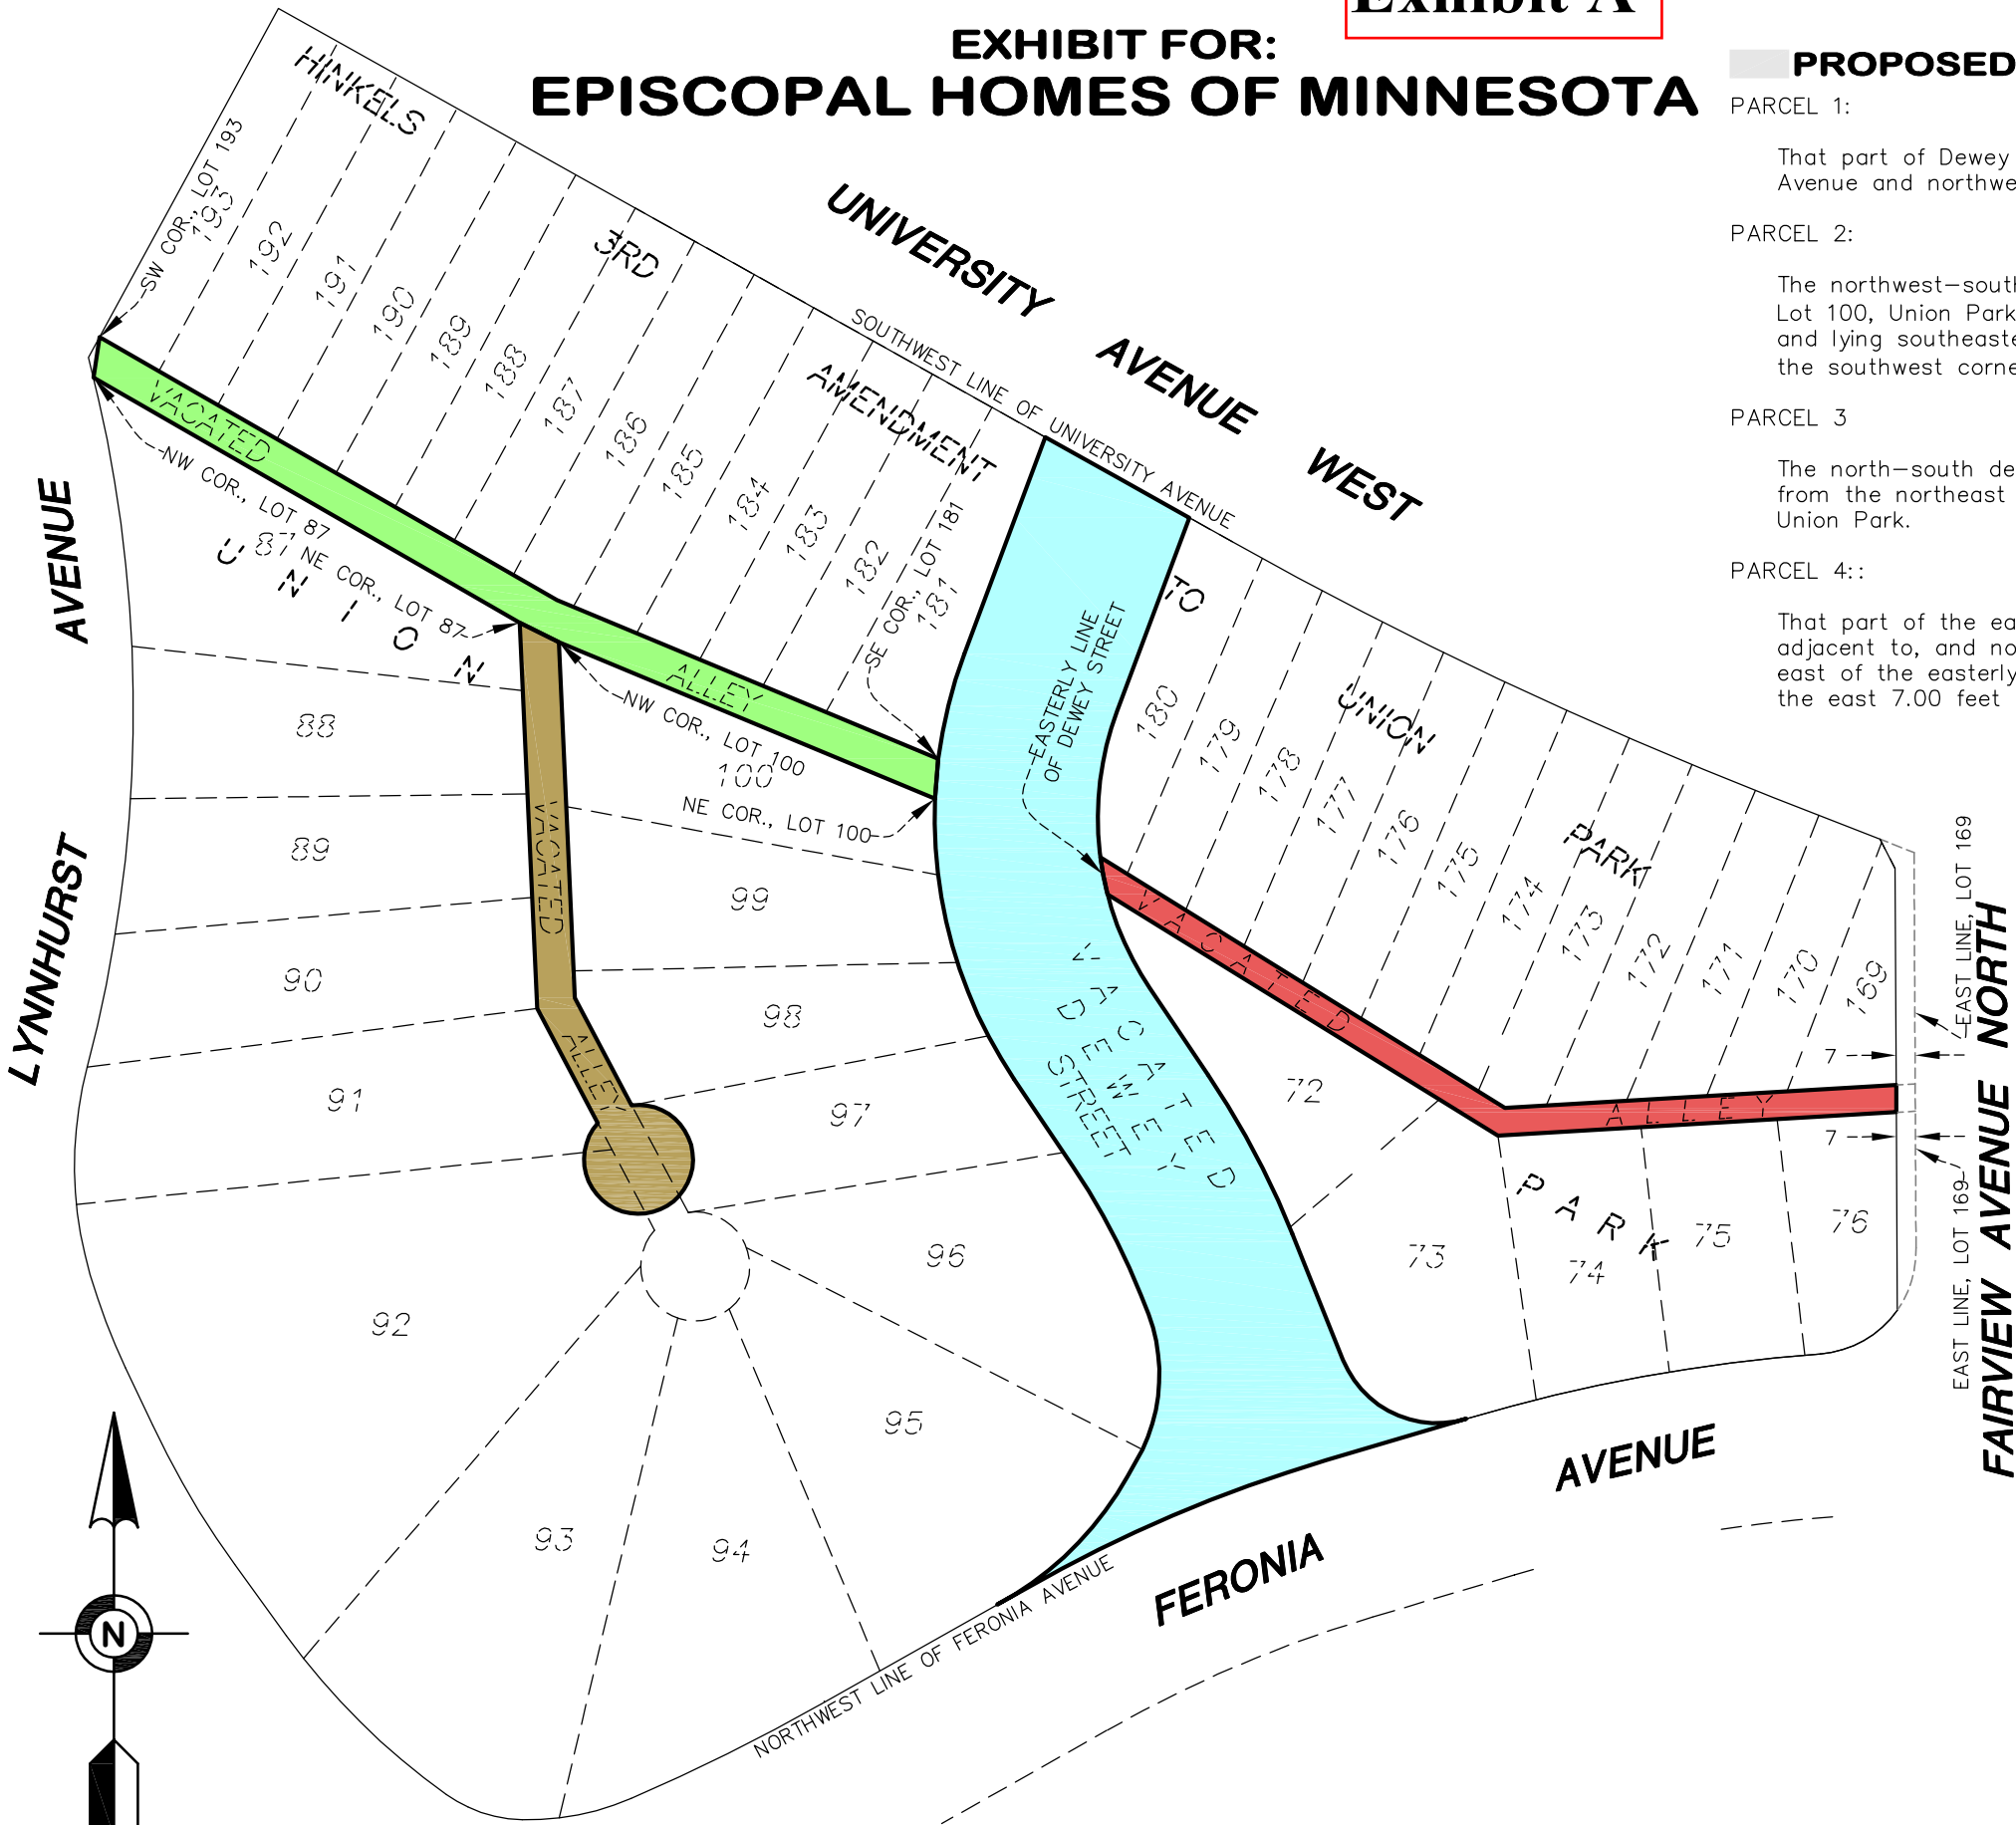 Exhibit A
EXHIBIT FOR:
EPISCOPAL HOMES OF MINNESOTA
PROPOSED
PARCEL 1:
That part of Dewey
Avenue and northwe
PARCEL 2:
The northwest-south
Lot 100, Union Park
and lying southeaste
the southwest corne
PARCEL 3
The north-south de
from the northeast
Union Park.
PARCEL 4::
That part of the ea
adjacent to, and no
east of the easterly
the east 7.00 feet
HINKELS
3RD
AMENDMENT
TO
UNION
PARK
UNIVERSITY AVENUE WEST
SOUTHWEST LINE OF UNIVERSITY AVENUE
SW COR., LOT 193
193
192
191
190
189
188
187
186
185
184
183
182
181
SE COR., LOT 181
VACATED
ALLEY
NW COR., LOT 87
87
NE COR., LOT 87
UNION
NW COR., LOT 100
100
NE COR., LOT 100
EASTERLY LINE
OF DEWEY STREET
180
179
178
177
176
175
174
173
172
171
170
169
EAST LINE, LOT 169
7
7
EAST LINE, LOT 169
VACATED
ALLEY
LYNNHURST AVENUE
88
89
90
91
92
93
94
95
96
97
98
99
VACATED
ALLEY
VACATED
DEWEY
STREET
72
73
74
75
76
PARK
FAIRVIEW AVENUE NORTH
FERONIA AVENUE
NORTHWEST LINE OF FERONIA AVENUE
N